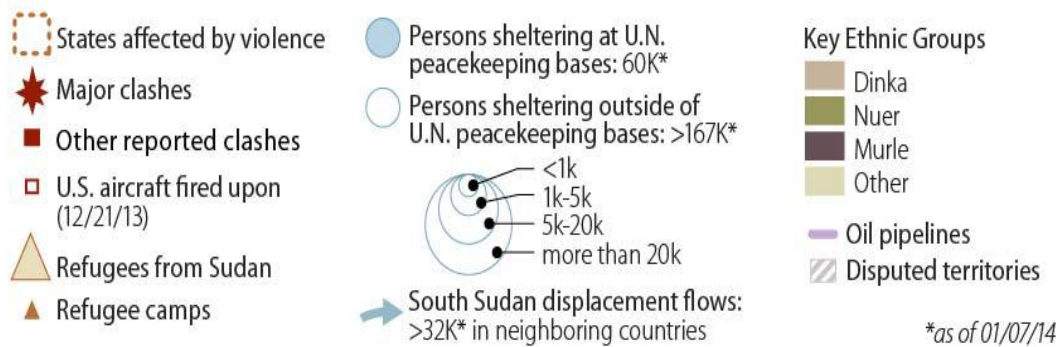 States affected by violence
Major clashes
Other reported clashes
U.S. aircraft fired upon
(12/21/13)
Refugees from Sudan
Refugee camps
Persons sheltering at U.N.
peacekeeping bases: 60K*
Persons sheltering outside of
U.N. peacekeeping bases: >167K*
<1k
1k-5k
5k-20k
more than 20k
South Sudan displacement flows:
>32K* in neighboring countries
Key Ethnic Groups
Dinka
Nuer
Murle
Other
Oil pipelines
Disputed territories
*as of 01/07/14